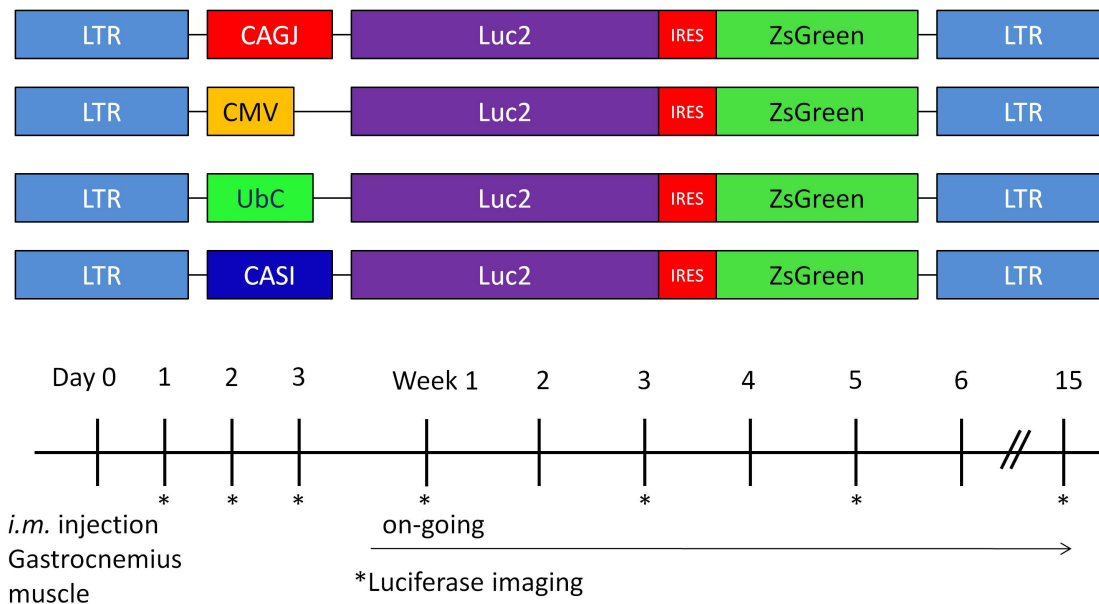 LTR CAGJ Luc2 IRES ZsGreen LTR
LTR CMV Luc2 IRES ZsGreen LTR
LTR UbC Luc2 IRES ZsGreen LTR
LTR CASI Luc2 IRES ZsGreen LTR
Day 0 1 2 3 Week 1 2 3 4 5 6 15
* * * * * * *
i.m. injection
Gastrocnemius
muscle
on-going
*Luciferase imaging